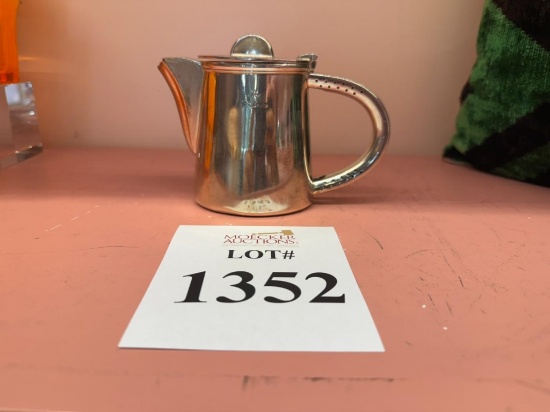 MOECKER
AUCTIONS
LOT#
1352